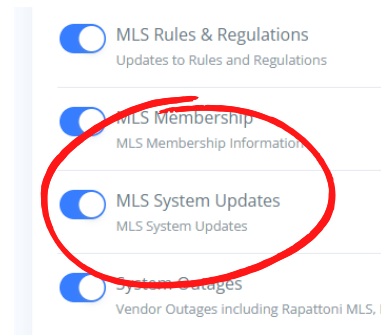 MLS Rules & Regulations
Updates to Rules and Regulations
MLS Membership
MLS Membership Information
MLS System Updates
MLS System Updates
System Outages
Vendor Outages including Rapattoni MLS,